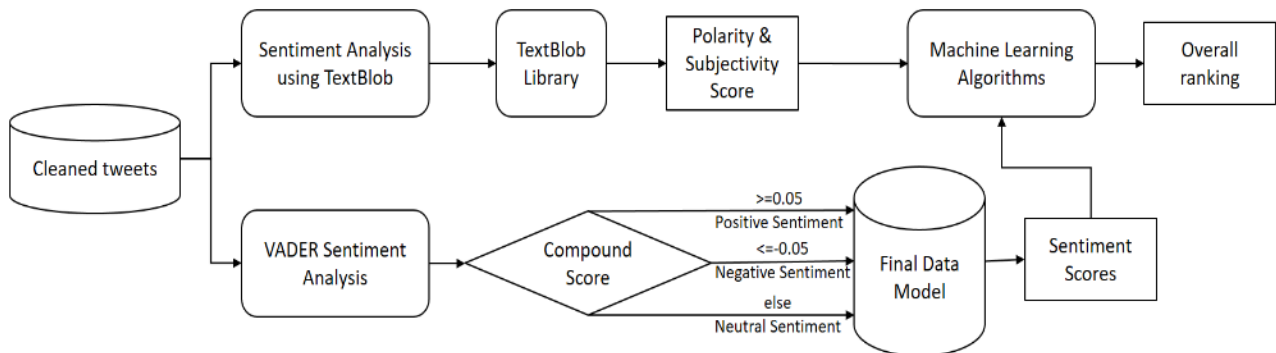 Sentiment Analysis
using TextBlob
TextBlob
Library
Polarity &
Subjectivity
Score
Machine Learning
Algorithms
Overall
ranking
Cleaned tweets
VADER Sentiment
Analysis
Compound
Score
>=0.05
Positive Sentiment
<=-0.05
Negative Sentiment
else
Neutral Sentiment
Final Data
Model
Sentiment
Scores